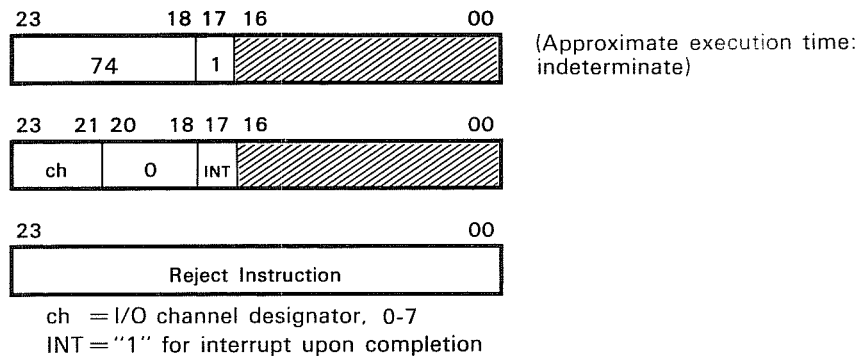 23 18 17 16 00
74 1
(Approximate execution time:
indeterminate)
23 21 20 18 17 16 00
ch 0 INT
23 00
Reject Instruction
ch = I/O channel designator, 0-7
INT = "1" for interrupt upon completion